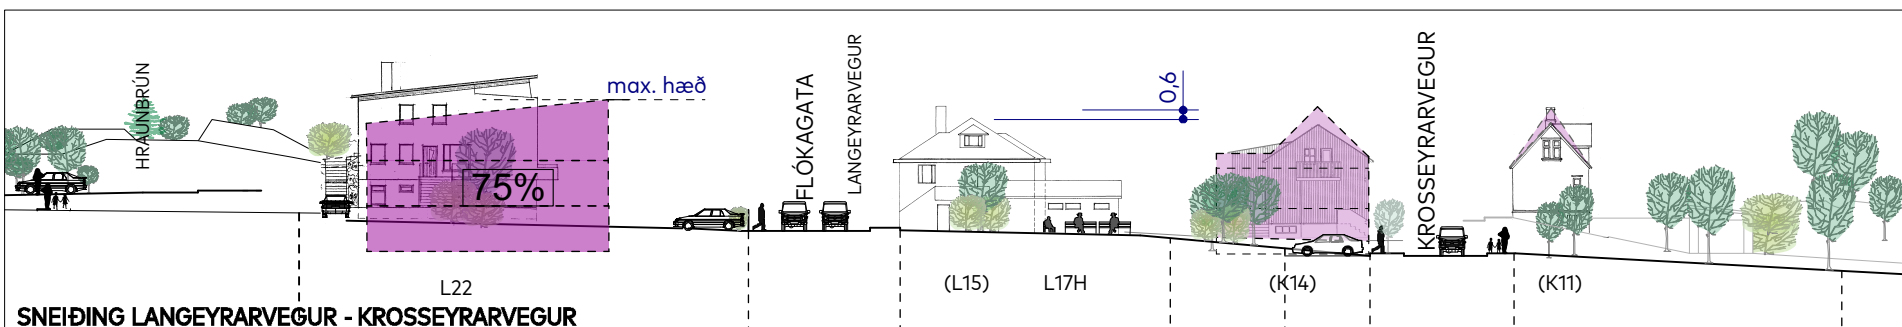 HRAUNBRÚN
max. hæð
75%
FLÓKAGATA
LANGEYRARVEGUR
0,6
KROSSEYRARVEGUR
L22
(L15)
L17H
(K14)
(K11)
SNEIÐING LANGEYRARVEGUR - KROSSEYRARVEGUR